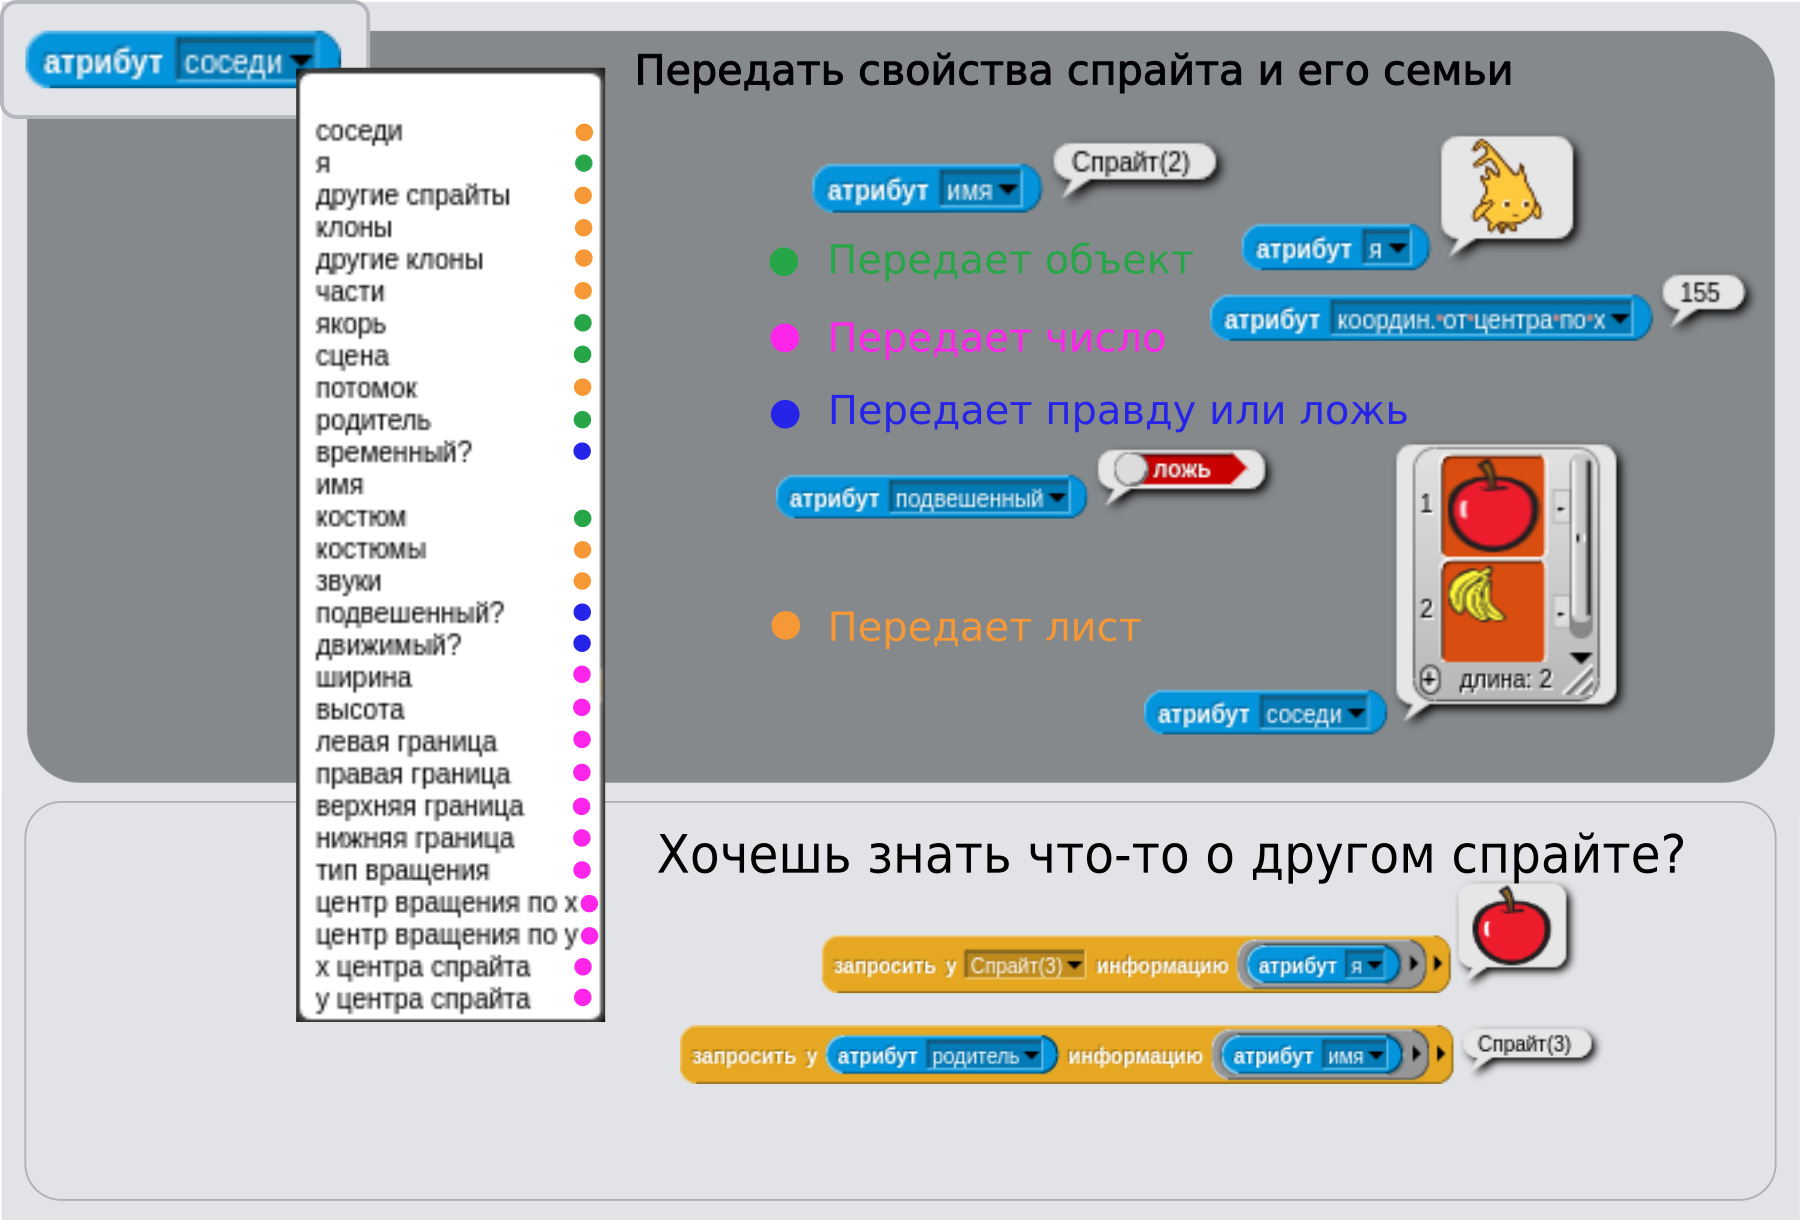 атрибут соседи
соседи
я
другие спрайты
клоны
другие клоны
части
якорь
сцена
потомок
родитель
временный?
имя
костюм
костюмы
звуки
подвешенный?
движимый?
ширина
высота
левая граница
правая граница
верхняя граница
нижняя граница
тип вращения
центр вращения по x
центр вращения по y
x центра спрайта
y центра спрайта
Передать свойства спрайта и его семьи
атрибут имя
Спрайт(2)
атрибут я
Передает объект
атрибут координ.·от·центра·по·x
155
Передает число
Передает правду или ложь
атрибут подвешенный
ложь
Передает лист
1
-
2
-
+ длина: 2
атрибут соседи
Хочешь знать что-то о другом спрайте?
запросить у Спрайт(3) информацию атрибут я
запросить у атрибут родитель информацию атрибут имя
Спрайт(3)